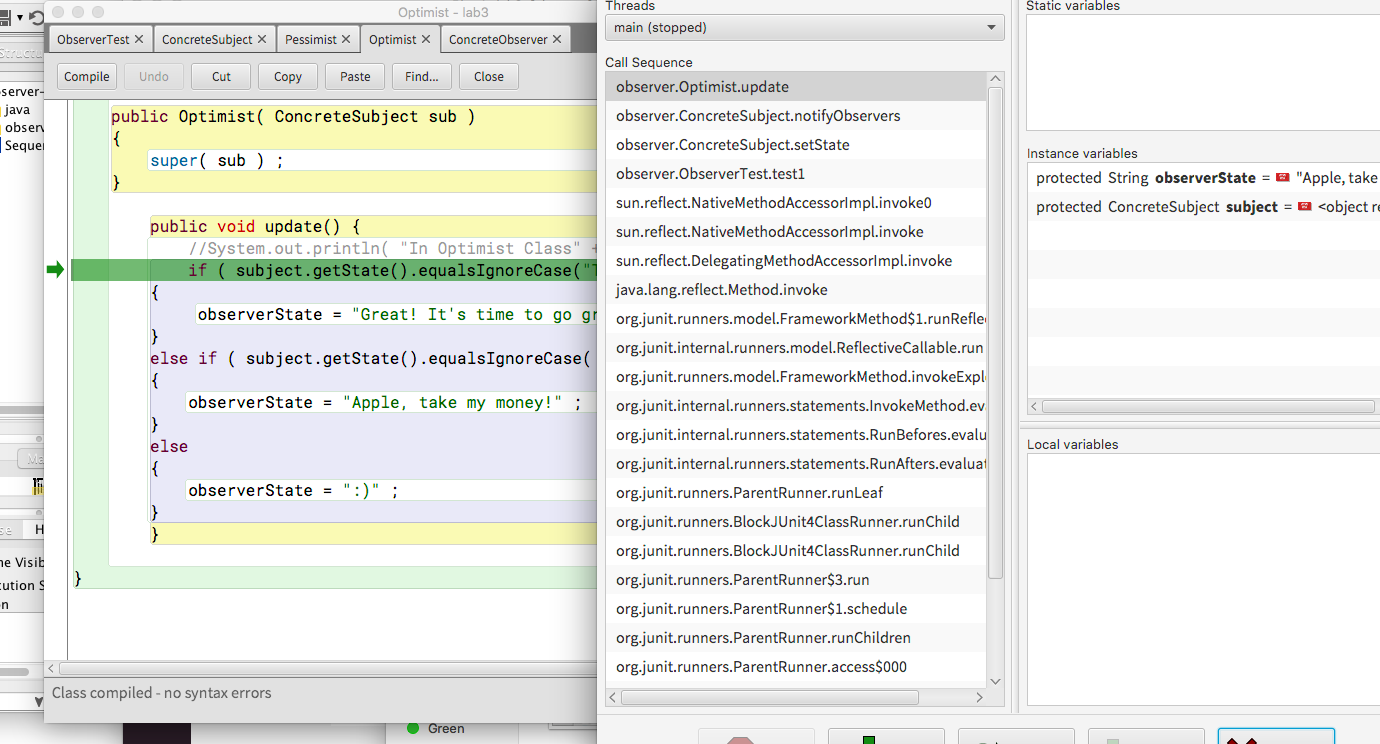 Optimist - lab3
ObserverTest
ConcreteSubject
Pessimist
Optimist
ConcreteObserver
Compile
Undo
Cut
Copy
Paste
Find...
Close
java
public Optimist( ConcreteSubject sub )
{
super( sub ) ;
}
public void update() {
//System.out.println( "In Optimist Class" +
if ( subject.getState().equalsIgnoreCase("T
{
observerState = "Great! It's time to go gr
}
else if ( subject.getState().equalsIgnoreCase(
{
observerState = "Apple, take my money!" ;
}
else
{
observerState = ":)" ;
}
}
}
Class compiled - no syntax errors
Green
Threads
main (stopped)
Call Sequence
observer.Optimist.update
observer.ConcreteSubject.notifyObservers
observer.ConcreteSubject.setState
observer.ObserverTest.test1
sun.reflect.NativeMethodAccessorImpl.invoke0
sun.reflect.NativeMethodAccessorImpl.invoke
sun.reflect.DelegatingMethodAccessorImpl.invoke
java.lang.reflect.Method.invoke
org.junit.runners.model.FrameworkMethod$1.runRefle
org.junit.internal.runners.model.ReflectiveCallable.run
org.junit.runners.model.FrameworkMethod.invokeExpl
org.junit.internal.runners.statements.InvokeMethod.ev
org.junit.internal.runners.statements.RunBefores.evalu
org.junit.internal.runners.statements.RunAfters.evaluat
org.junit.runners.ParentRunner.runLeaf
org.junit.runners.BlockJUnit4ClassRunner.runChild
org.junit.runners.BlockJUnit4ClassRunner.runChild
org.junit.runners.ParentRunner$3.run
org.junit.runners.ParentRunner$1.schedule
org.junit.runners.ParentRunner.runChildren
org.junit.runners.ParentRunner.access$000
Static variables
Instance variables
protected String observerState = "Apple, take
protected ConcreteSubject subject = <object re
Local variables